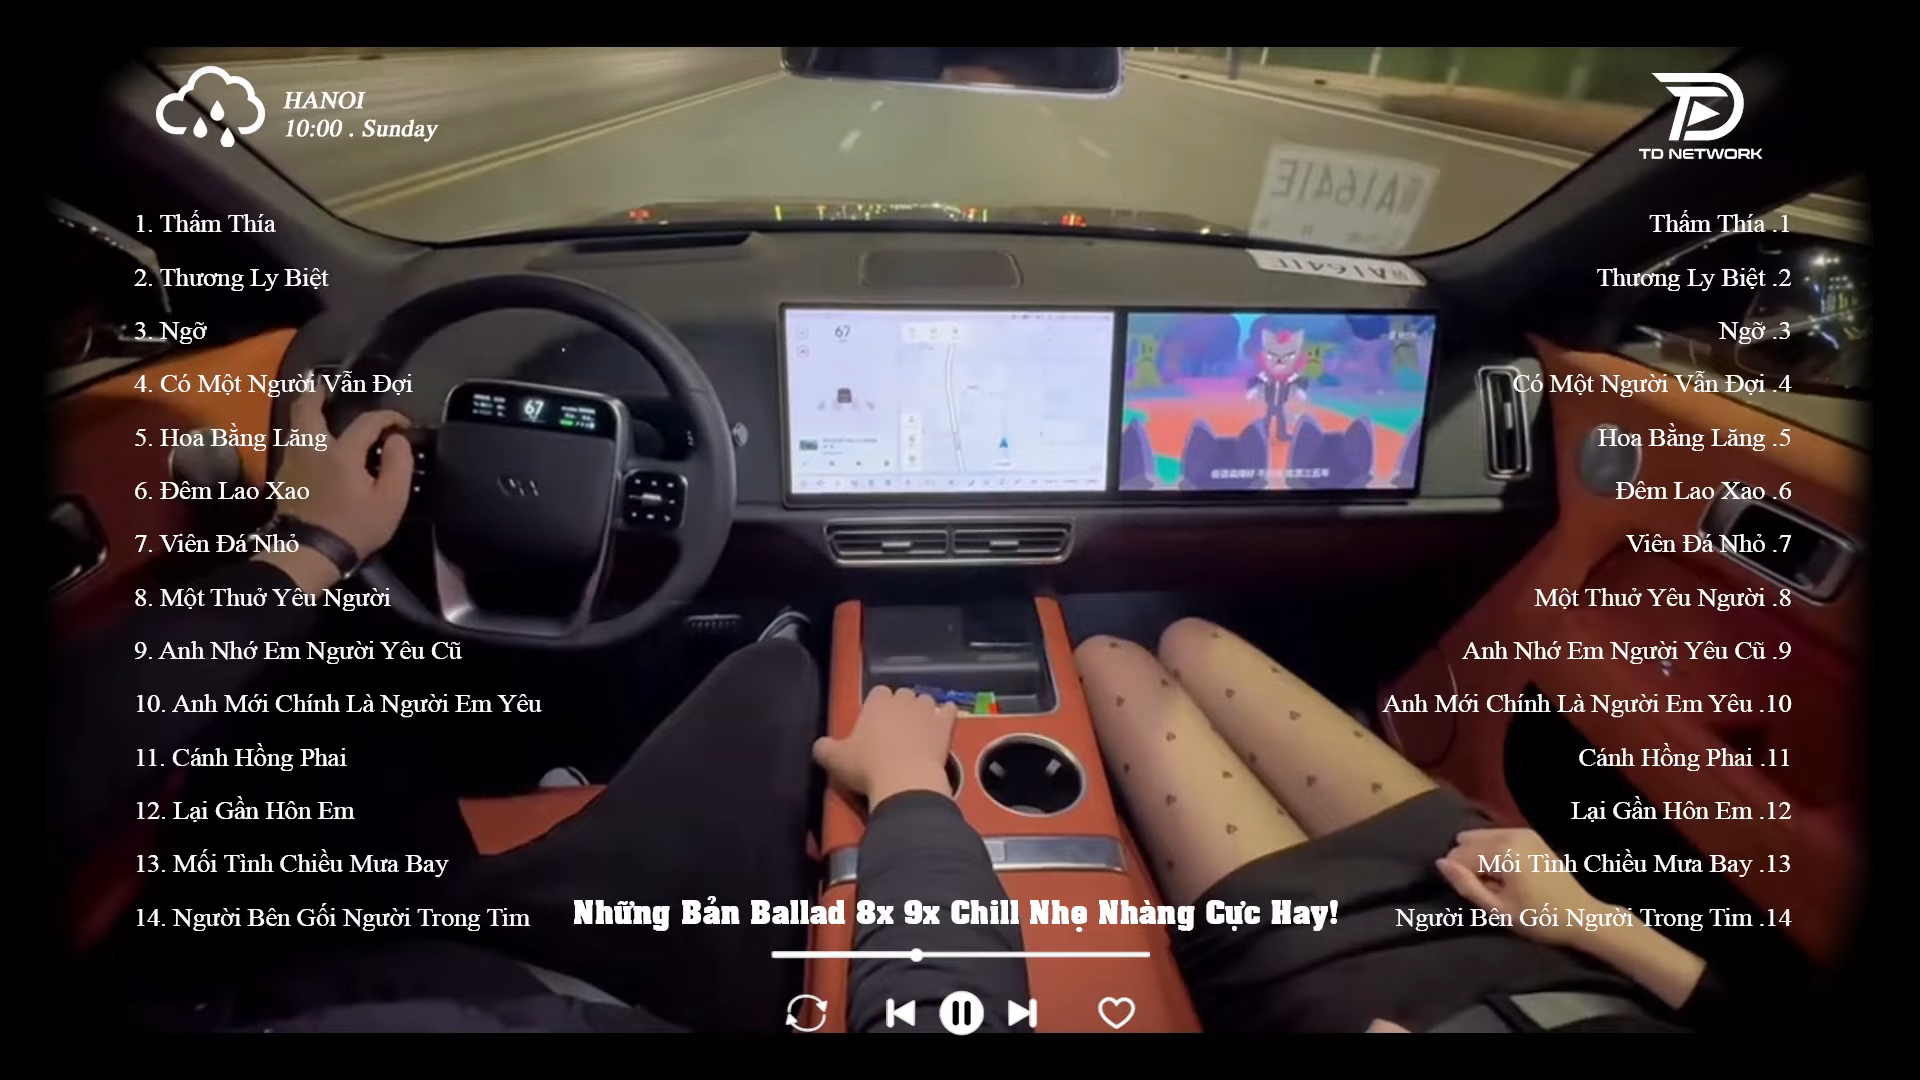 HANOI
10:00 . Sunday
TD NETWORK
1. Thấm Thía
2. Thương Ly Biệt
3. Ngỡ
4. Có Một Người Vẫn Đợi
5. Hoa Bằng Lăng
6. Đêm Lao Xao
7. Viên Đá Nhỏ
8. Một Thuở Yêu Người
9. Anh Nhớ Em Người Yêu Cũ
10. Anh Mới Chính Là Người Em Yêu
11. Cánh Hồng Phai
12. Lại Gần Hôn Em
13. Mối Tình Chiều Mưa Bay
14. Người Bên Gối Người Trong Tim
Thấm Thía .1
Thương Ly Biệt .2
Ngỡ .3
Có Một Người Vẫn Đợi .4
Hoa Bằng Lăng .5
Đêm Lao Xao .6
Viên Đá Nhỏ .7
Một Thuở Yêu Người .8
Anh Nhớ Em Người Yêu Cũ .9
Anh Mới Chính Là Người Em Yêu .10
Cánh Hồng Phai .11
Lại Gần Hôn Em .12
Mối Tình Chiều Mưa Bay .13
Người Bên Gối Người Trong Tim .14
67
67
A1641E
A1641E
Những Bản Ballad 8x 9x Chill Nhẹ Nhàng Cực Hay!